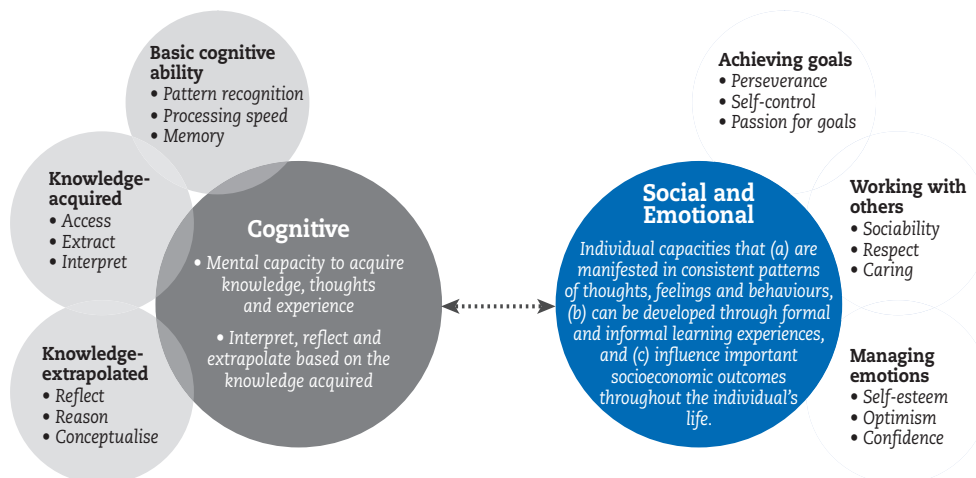 Basic cognitive
ability
• Pattern recognition
• Processing speed
• Memory
Knowledge-
acquired
• Access
• Extract
• Interpret
Knowledge-
extrapolated
• Reflect
• Reason
• Conceptualise
Cognitive
• Mental capacity to acquire
knowledge, thoughts
and experience
• Interpret, reflect and
extrapolate based on the
knowledge acquired
Social and
Emotional
Individual capacities that (a) are
manifested in consistent patterns
of thoughts, feelings and behaviours,
(b) can be developed through formal
and informal learning experiences,
and (c) influence important
socioeconomic outcomes
throughout the individual's
life.
Achieving goals
• Perseverance
• Self-control
• Passion for goals
Working with
others
• Sociability
• Respect
• Caring
Managing
emotions
• Self-esteem
• Optimism
• Confidence